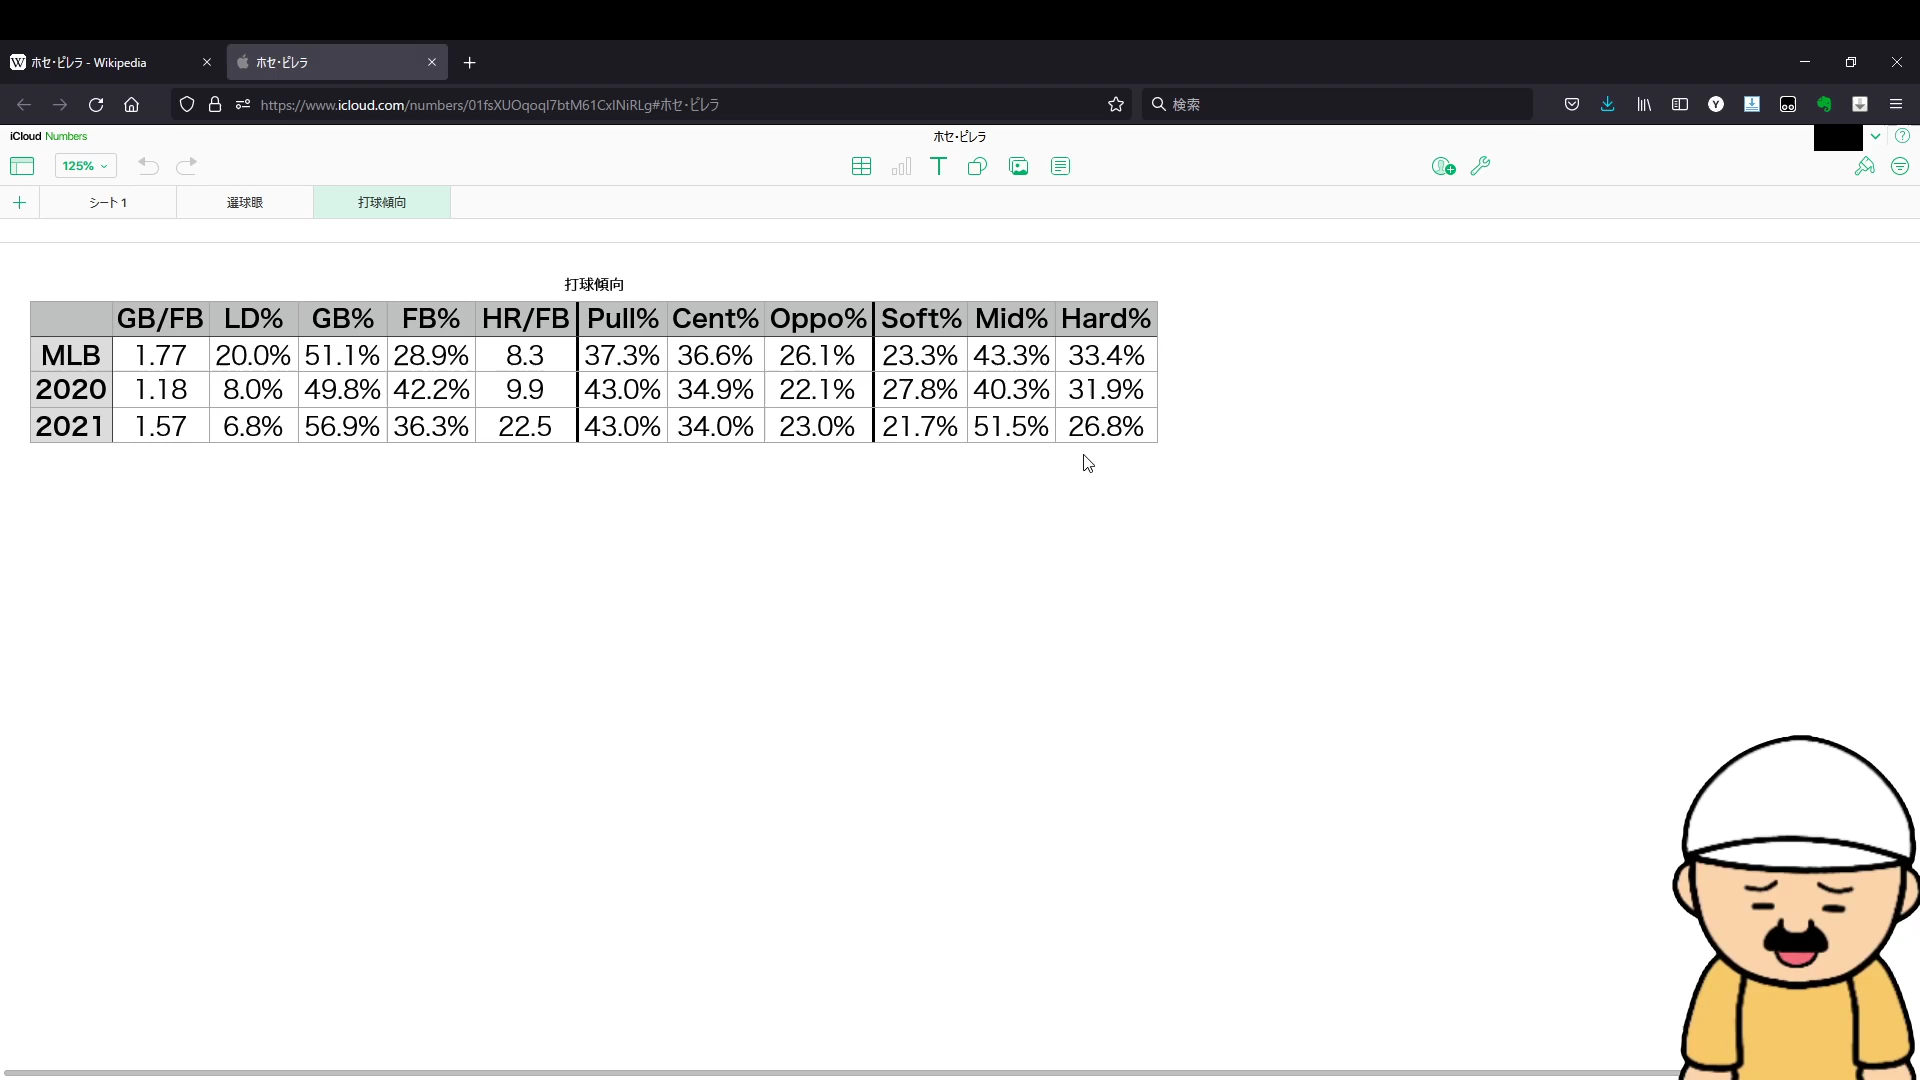 ホセ・ピレラ - Wikipedia
ホセ・ピレラ
https://www.icloud.com/numbers/01fsXUOqoqI7btM61CxlNiRLg#ホセ・ピレラ
検索
iCloud Numbers
ホセ・ピレラ
125%
シート 1
選球眼
打球傾向
打球傾向
GB/FB LD% GB% FB% HR/FB Pull% Cent% Oppo% Soft% Mid% Hard%
MLB 1.77 20.0% 51.1% 28.9% 8.3 37.3% 36.6% 26.1% 23.3% 43.3% 33.4%
2020 1.18 8.0% 49.8% 42.2% 9.9 43.0% 34.9% 22.1% 27.8% 40.3% 31.9%
2021 1.57 6.8% 56.9% 36.3% 22.5 43.0% 34.0% 23.0% 21.7% 51.5% 26.8%